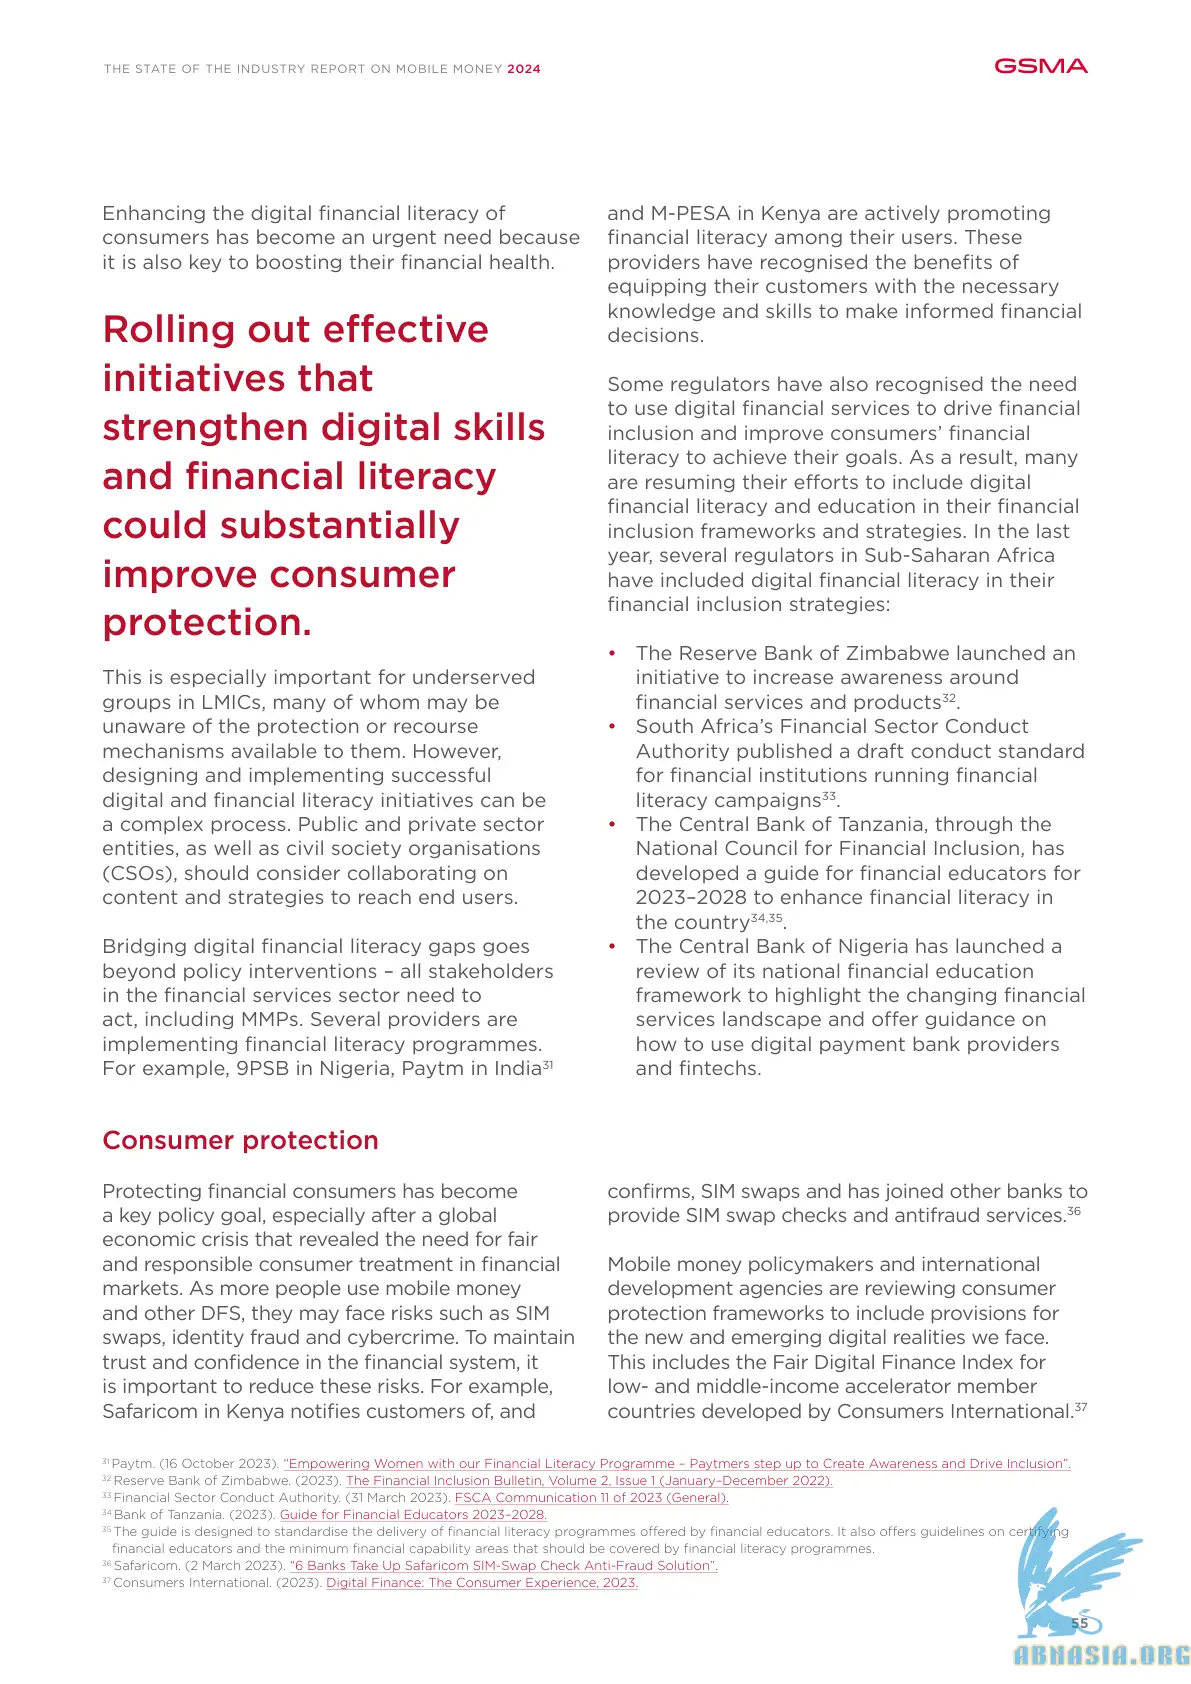 THE STATE OF THE INDUSTRY REPORT ON MOBILE MONEY 2024
GSMA
Enhancing the digital financial literacy of
consumers has become an urgent need because
it is also key to boosting their financial health.
Rolling out effective
initiatives that
strengthen digital skills
and financial literacy
could substantially
improve consumer
protection.
This is especially important for underserved
groups in LMICs, many of whom may be
unaware of the protection or recourse
mechanisms available to them. However,
designing and implementing successful
digital and financial literacy initiatives can be
a complex process. Public and private sector
entities, as well as civil society organisations
(CSOs), should consider collaborating on
content and strategies to reach end users.
Bridging digital financial literacy gaps goes
beyond policy interventions – all stakeholders
in the financial services sector need to
act, including MMPs. Several providers are
implementing financial literacy programmes.
For example, 9PSB in Nigeria, Paytm in India31
and M-PESA in Kenya are actively promoting
financial literacy among their users. These
providers have recognised the benefits of
equipping their customers with the necessary
knowledge and skills to make informed financial
decisions.
Some regulators have also recognised the need
to use digital financial services to drive financial
inclusion and improve consumers’ financial
literacy to achieve their goals. As a result, many
are resuming their efforts to include digital
financial literacy and education in their financial
inclusion frameworks and strategies. In the last
year, several regulators in Sub-Saharan Africa
have included digital financial literacy in their
financial inclusion strategies:
• The Reserve Bank of Zimbabwe launched an
initiative to increase awareness around
financial services and products32.
• South Africa’s Financial Sector Conduct
Authority published a draft conduct standard
for financial institutions running financial
literacy campaigns33.
• The Central Bank of Tanzania, through the
National Council for Financial Inclusion, has
developed a guide for financial educators for
2023–2028 to enhance financial literacy in
the country34,35.
• The Central Bank of Nigeria has launched a
review of its national financial education
framework to highlight the changing financial
services landscape and offer guidance on
how to use digital payment bank providers
and fintechs.
Consumer protection
Protecting financial consumers has become
a key policy goal, especially after a global
economic crisis that revealed the need for fair
and responsible consumer treatment in financial
markets. As more people use mobile money
and other DFS, they may face risks such as SIM
swaps, identity fraud and cybercrime. To maintain
trust and confidence in the financial system, it
is important to reduce these risks. For example,
Safaricom in Kenya notifies customers of, and
confirms, SIM swaps and has joined other banks to
provide SIM swap checks and antifraud services.36
Mobile money policymakers and international
development agencies are reviewing consumer
protection frameworks to include provisions for
the new and emerging digital realities we face.
This includes the Fair Digital Finance Index for
low- and middle-income accelerator member
countries developed by Consumers International.37
31 Paytm. (16 October 2023). “Empowering Women with our Financial Literacy Programme – Paytmers step up to Create Awareness and Drive Inclusion”.
32 Reserve Bank of Zimbabwe. (2023). The Financial Inclusion Bulletin, Volume 2, Issue 1 (January–December 2022).
33 Financial Sector Conduct Authority. (31 March 2023). FSCA Communication 11 of 2023 (General).
34 Bank of Tanzania. (2023). Guide for Financial Educators 2023–2028.
35 The guide is designed to standardise the delivery of financial literacy programmes offered by financial educators. It also offers guidelines on certifying
financial educators and the minimum financial capability areas that should be covered by financial literacy programmes.
36 Safaricom. (2 March 2023). “6 Banks Take Up Safaricom SIM-Swap Check Anti-Fraud Solution”.
37 Consumers International. (2023). Digital Finance: The Consumer Experience, 2023.
55
ABNASIA.ORG